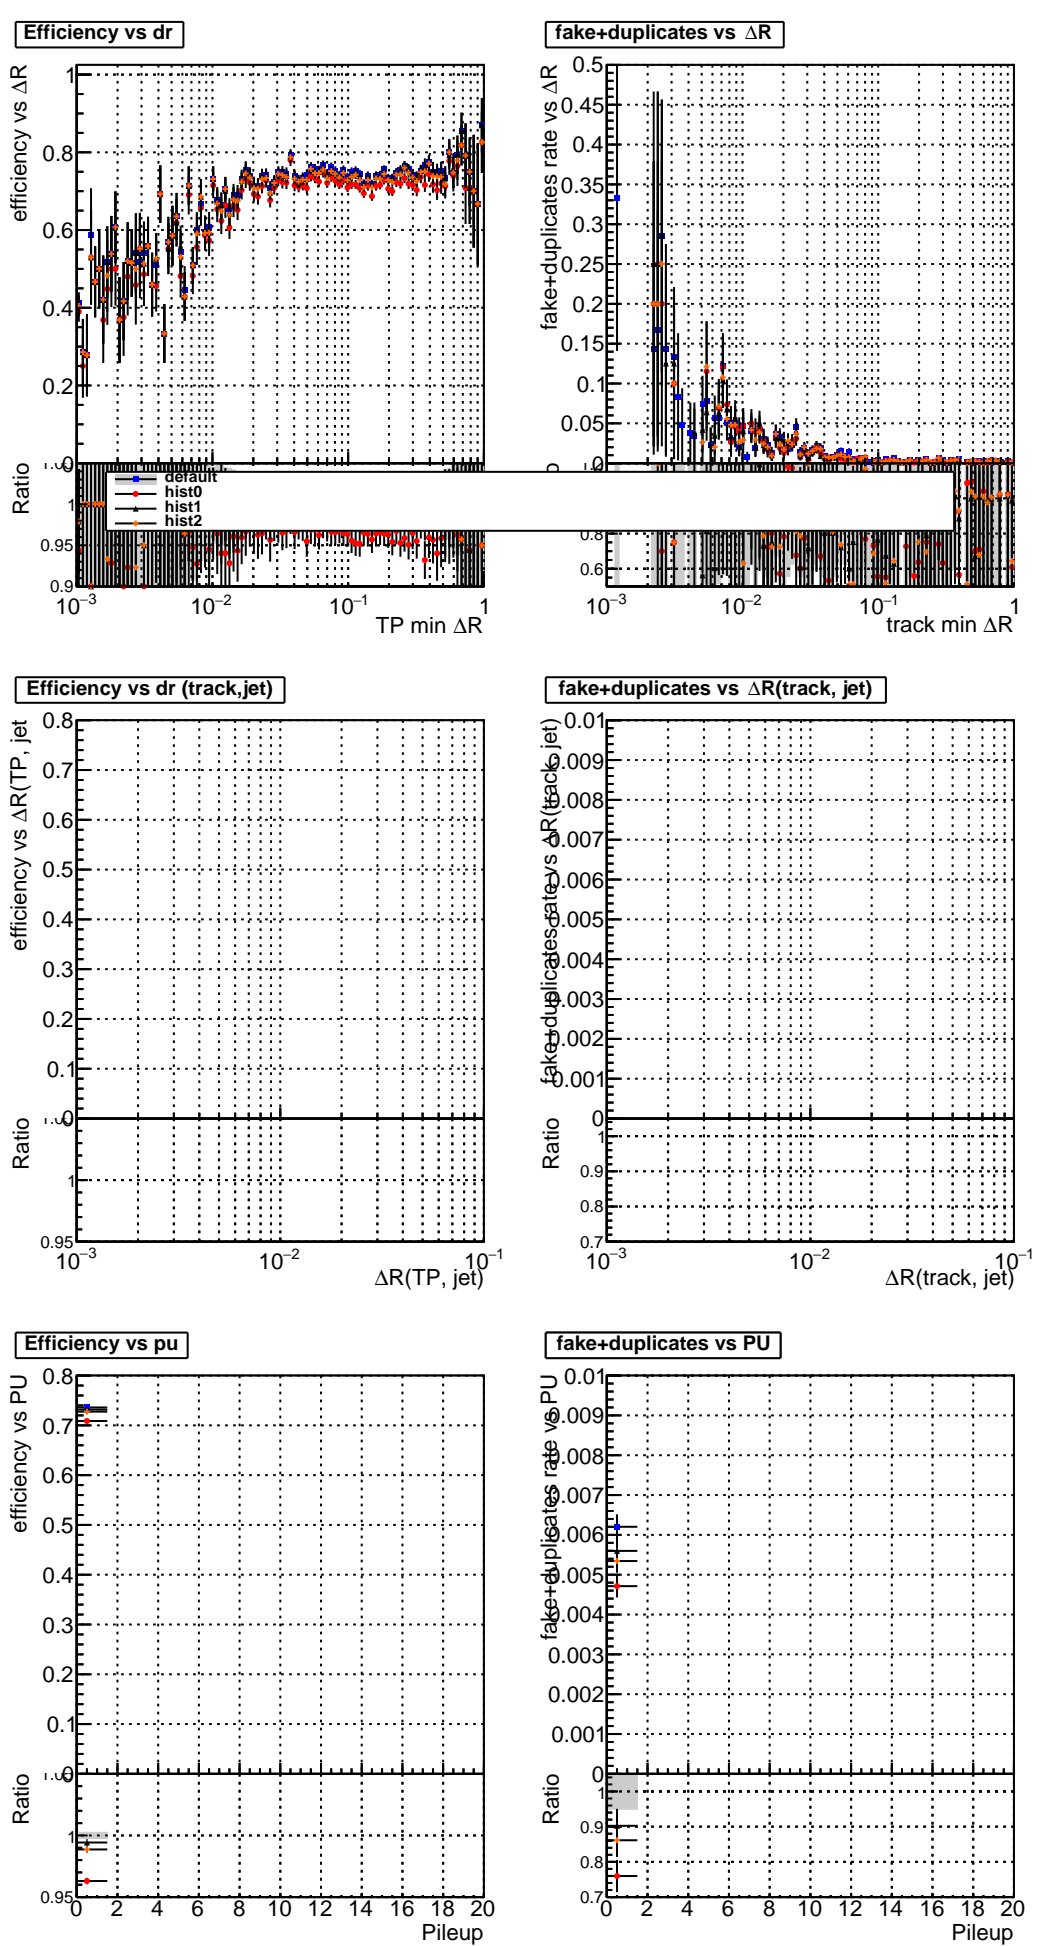 Efficiency vs dr
efficiency vs ΔR
1
0.8
0.6
0.4
0.2
0
Ratio
1
0.95
0.9
10⁻³ 10⁻² 10⁻¹ 1
TP min ΔR
fake+duplicates vs ΔR
fake+duplicates rate vs ΔR
0.5
0.45
0.4
0.35
0.3
0.25
0.2
0.15
0.1
0.05
0
0.8
0.6
10⁻³ 10⁻² 10⁻¹ 1
track min ΔR
default
hist0
hist1
hist2
Efficiency vs dr (track,jet)
efficiency vs ΔR(TP, jet
0.8
0.7
0.6
0.5
0.4
0.3
0.2
0.1
0
Ratio
1
0.95
10⁻³ 10⁻² 10⁻¹
ΔR(TP, jet)
fake+duplicates vs ΔR(track, jet)
fake+duplicates rate vs ΔR(track, jet)
0.01
0.009
0.008
0.007
0.006
0.005
0.004
0.003
0.002
0.001
0
Ratio
1
0.9
0.8
0.7
10⁻³ 10⁻² 10⁻¹
ΔR(track, jet)
Efficiency vs pu
efficiency vs PU
0.8
0.7
0.6
0.5
0.4
0.3
0.2
0.1
0
Ratio
1
0.95
0 2 4 6 8 10 12 14 16 18 20
Pileup
fake+duplicates vs PU
fake+duplicates rate vs PU
0.01
0.009
0.008
0.007
0.006
0.005
0.004
0.003
0.002
0.001
0
Ratio
1
0.9
0.8
0.7
0 2 4 6 8 10 12 14 16 18 20
Pileup